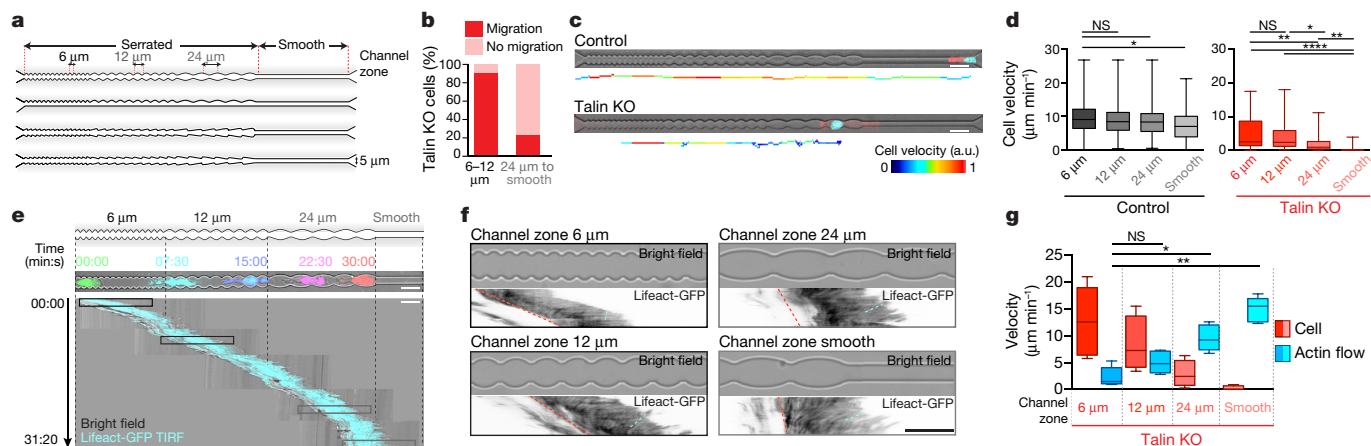 a
Serrated
Smooth
6 μm
12 μm
24 μm
Channel
zone
5 μm
b
Migration
No migration
Talin KO cells (%)
100
80
60
40
20
0
6–12
μm
24 μm to
smooth
c
Control
Talin KO
Cell velocity (a.u.)
0
1
d
Cell velocity
(μm min⁻¹)
30
20
10
0
NS
*
6 μm
12 μm
24 μm
Smooth
Control
30
20
10
0
NS
*
**
**
****
6 μm
12 μm
24 μm
Smooth
Talin KO
e
6 μm
12 μm
24 μm
Smooth
Time
(min:s)
00:00
07:30
15:00
22:30
30:00
00:00
31:20
Bright field
Lifeact-GFP TIRF
f
Channel zone 6 μm
Bright field
Lifeact-GFP
Channel zone 24 μm
Bright field
Lifeact-GFP
Channel zone 12 μm
Bright field
Lifeact-GFP
Channel zone smooth
Bright field
Lifeact-GFP
g
Velocity
(μm min⁻¹)
25
20
15
10
5
0
NS
*
**
Cell
Actin flow
Channel
zone
6 μm
12 μm
24 μm
Smooth
Talin KO